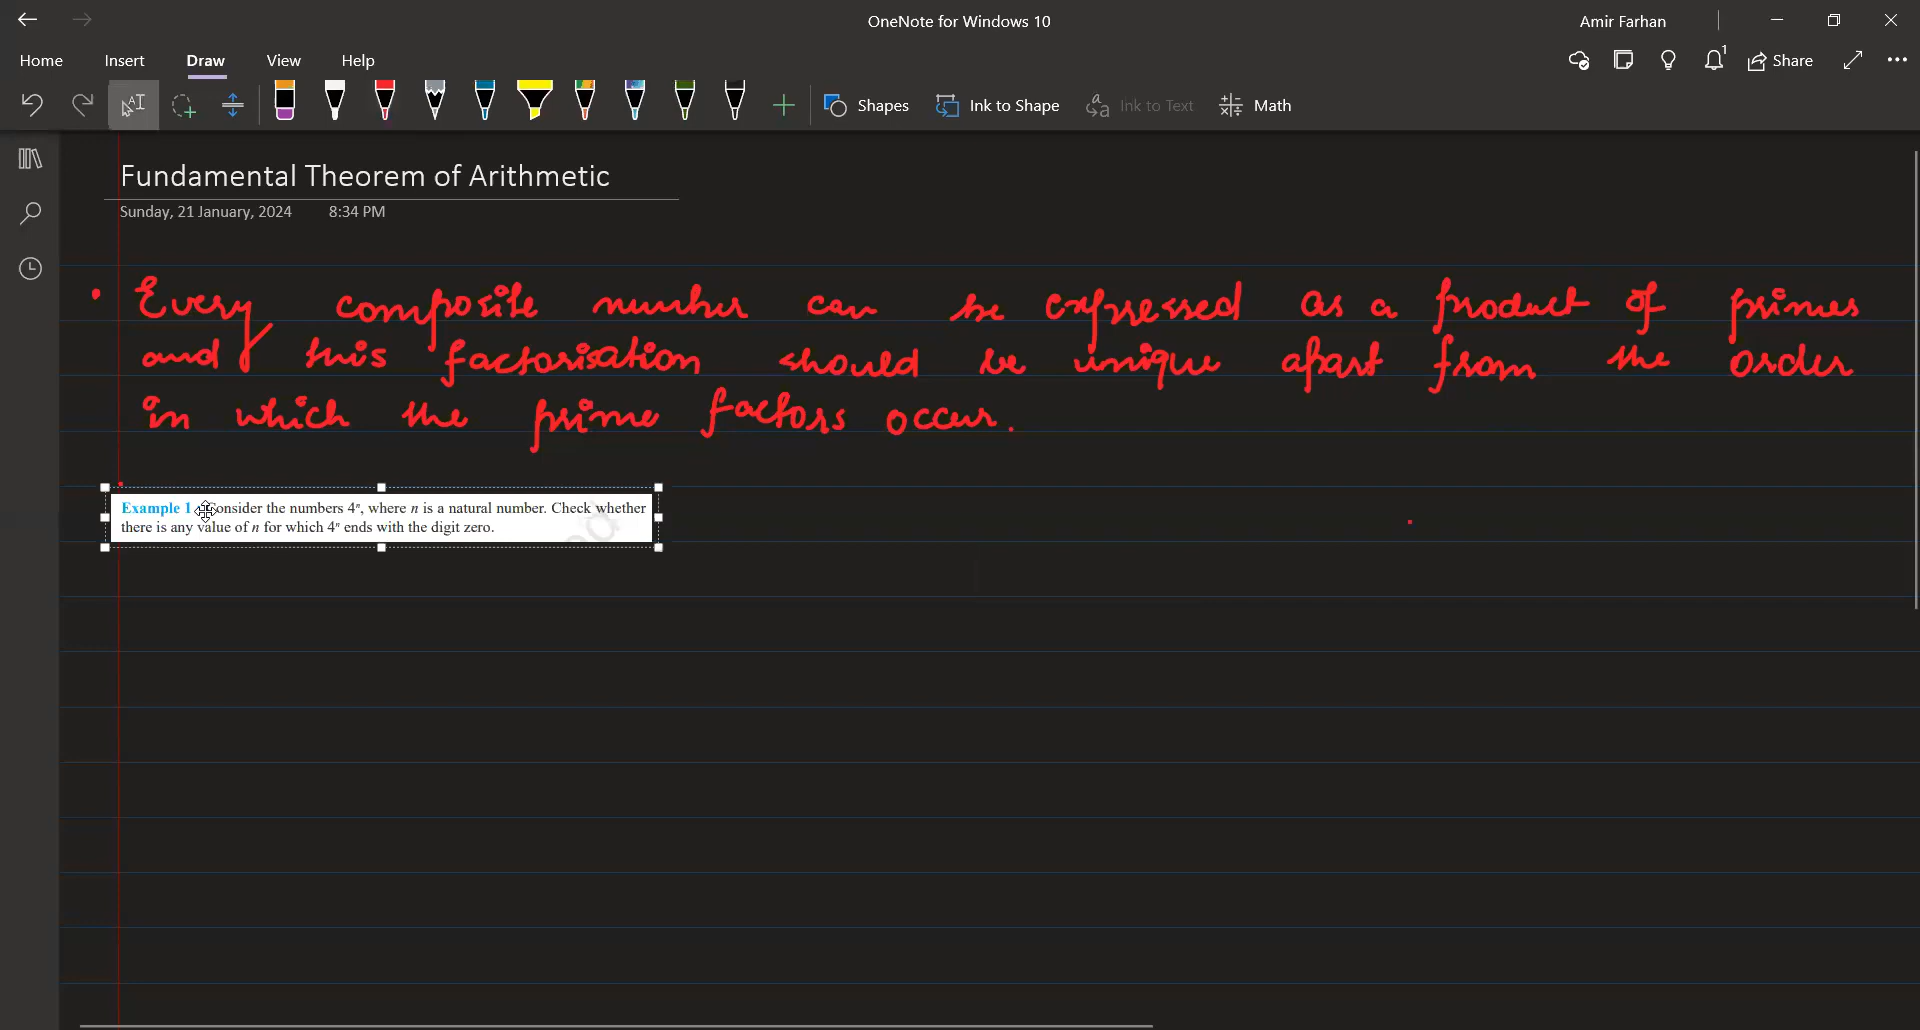 OneNote for Windows 10
Amir Farhan
Home Insert Draw View Help
1
Share
Shapes Ink to Shape Ink to Text Math
Fundamental Theorem of Arithmetic
Sunday, 21 January, 2024 8:34 PM
• Every composite number can be expressed as a product of primes
and this factorisation should be unique apart from the order
in which the prime factors occur.
Example 1 : Consider the numbers 4ⁿ, where n is a natural number. Check whether
there is any value of n for which 4ⁿ ends with the digit zero.